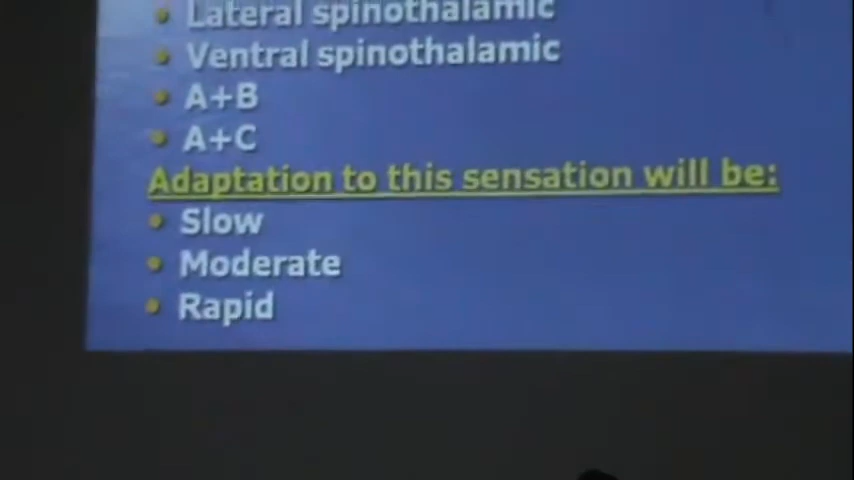 Lateral spinothalamic
Ventral spinothalamic
A+B
A+C
Adaptation to this sensation will be:
Slow
Moderate
Rapid